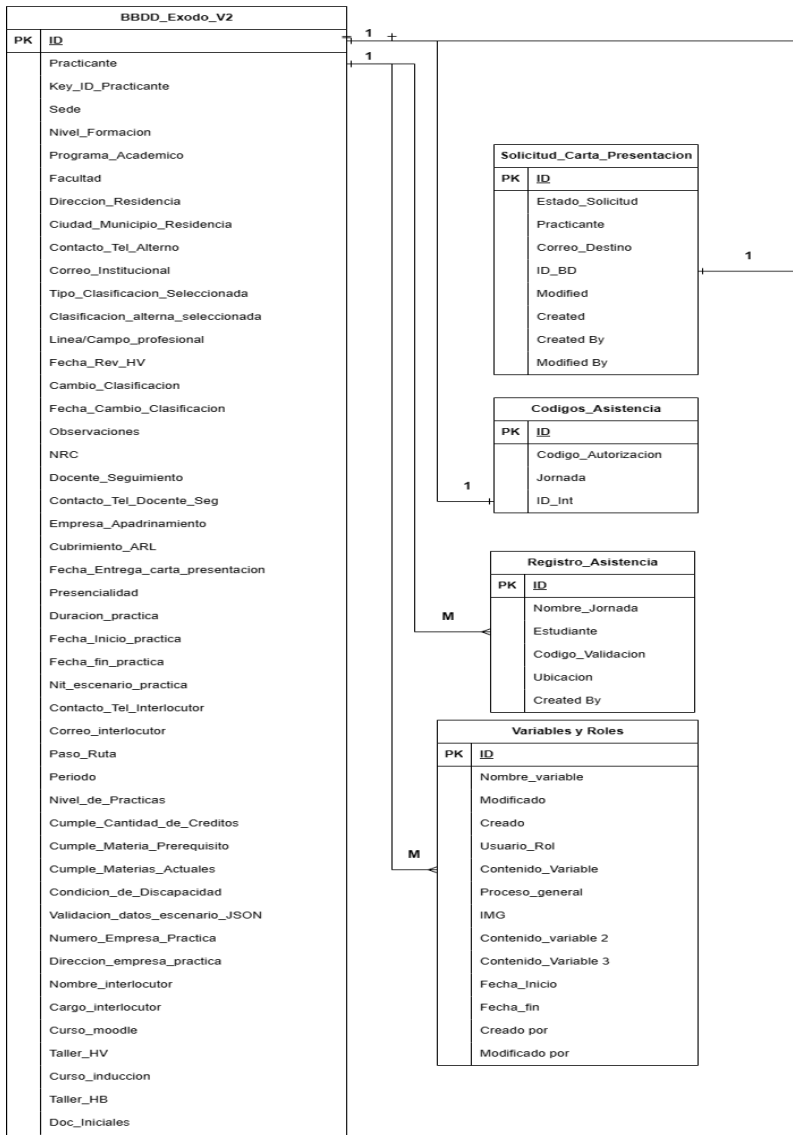 BBDD_Exodo_V2
PK ID
Practicante
Key_ID_Practicante
Sede
Nivel_Formacion
Programa_Academico
Facultad
Direccion_Residencia
Ciudad_Municipio_Residencia
Contacto_Tel_Alterno
Correo_Institucional
Tipo_Clasificacion_Seleccionada
Clasificacion_alterna_seleccionada
Linea/Campo_profesional
Fecha_Rev_HV
Cambio_Clasificacion
Fecha_Cambio_Clasificacion
Observaciones
NRC
Docente_Seguimiento
Contacto_Tel_Docente_Seg
Empresa_Apadrinamiento
Cubrimiento_ARL
Fecha_Entrega_carta_presentacion
Presencialidad
Duracion_practica
Fecha_Inicio_practica
Fecha_fin_practica
Nit_escenario_practica
Contacto_Tel_Interlocutor
Correo_interlocutor
Paso_Ruta
Periodo
Nivel_de_Practicas
Cumple_Cantidad_de_Creditos
Cumple_Materia_Prerequisito
Cumple_Materias_Actuales
Condicion_de_Discapacidad
Validacion_datos_escenario_JSON
Numero_Empresa_Practica
Direccion_empresa_practica
Nombre_interlocutor
Cargo_interlocutor
Curso_moodle
Taller_HV
Curso_induccion
Taller_HB
Doc_Iniciales
1
1
Solicitud_Carta_Presentacion
PK ID
Estado_Solicitud
Practicante
Correo_Destino
ID_BD
Modified
Created
Created By
Modified By
1
Codigos_Asistencia
PK ID
Codigo_Autorizacion
Jornada
ID_Int
1
Registro_Asistencia
PK ID
Nombre_Jornada
Estudiante
Codigo_Validacion
Ubicacion
Created By
M
Variables y Roles
PK ID
Nombre_variable
Modificado
Creado
Usuario_Rol
Contenido_Variable
Proceso_general
IMG
Contenido_variable 2
Contenido_Variable 3
Fecha_Inicio
Fecha_fin
Creado por
Modificado por
M